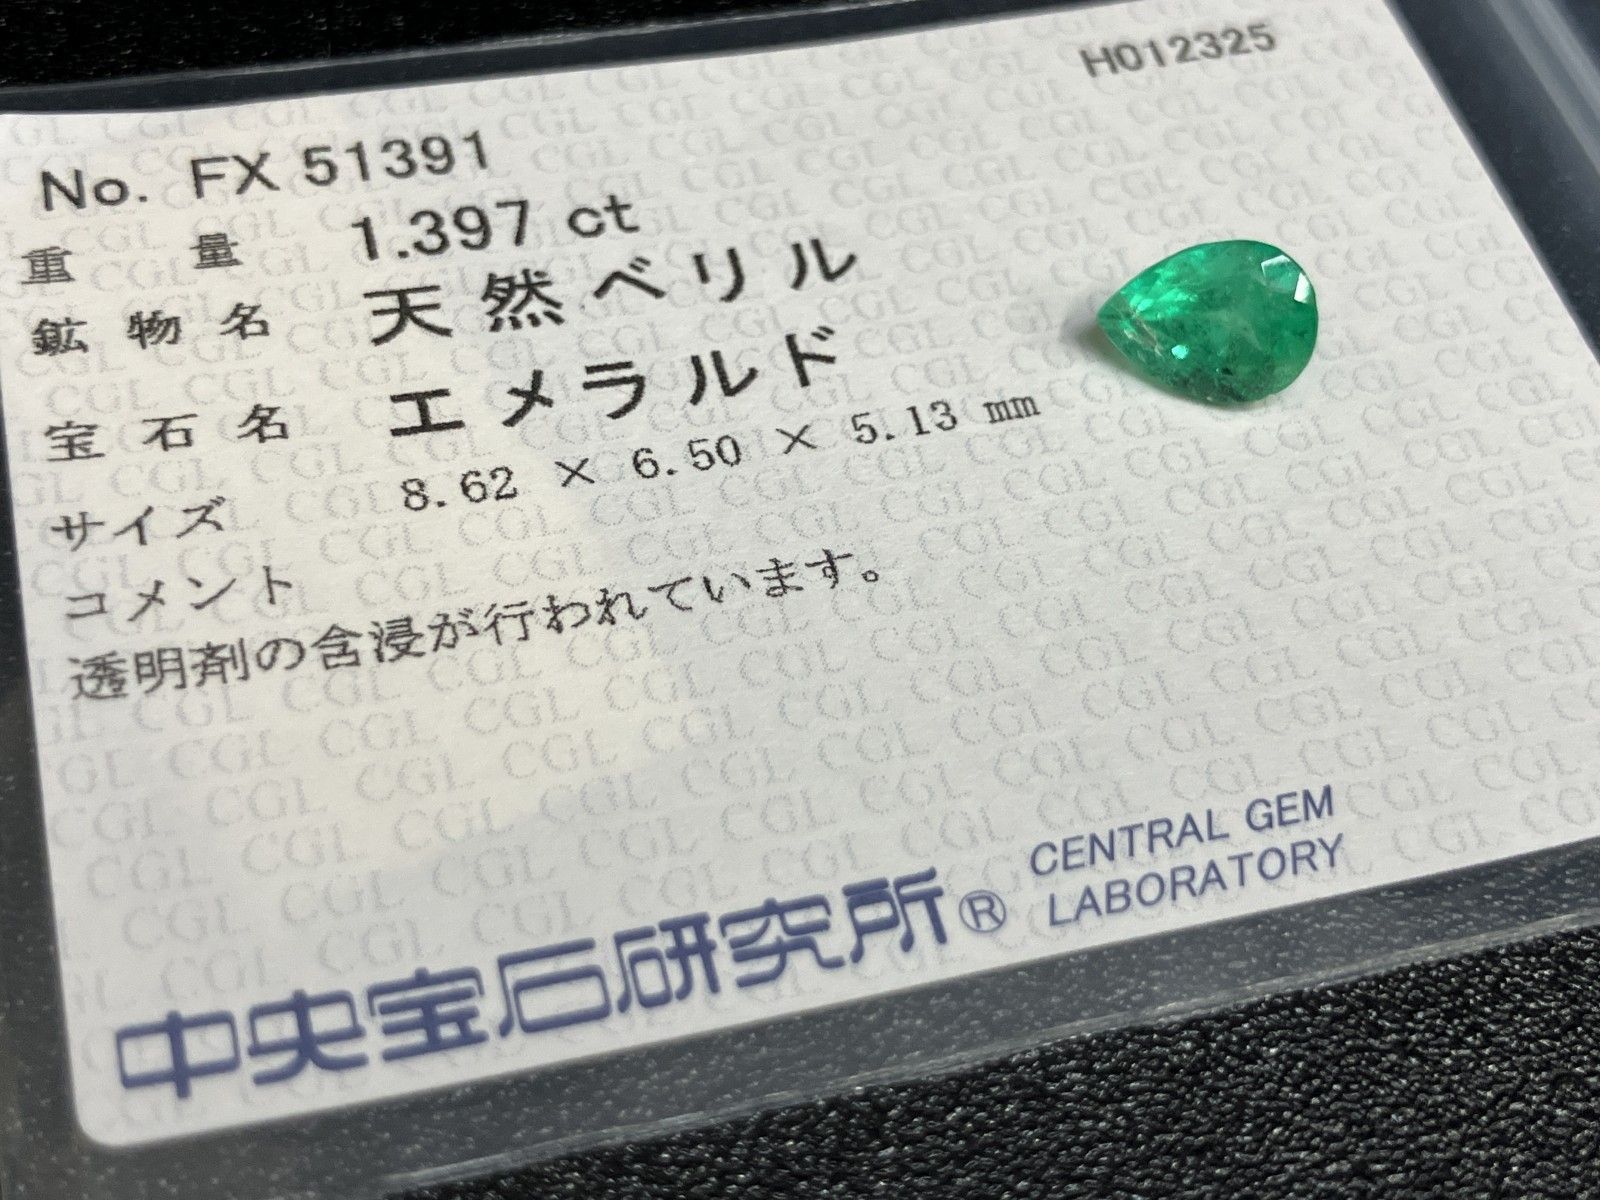 H012325
No. FX 51391
重量 1.397 ct
鉱物名 天然ベリル
宝石名 エメラルド
サイズ 8.62 × 6.50 × 5.13 mm
コメント
透明剤の含浸が行われています。
中央宝石研究所® CENTRAL GEM
LABORATORY